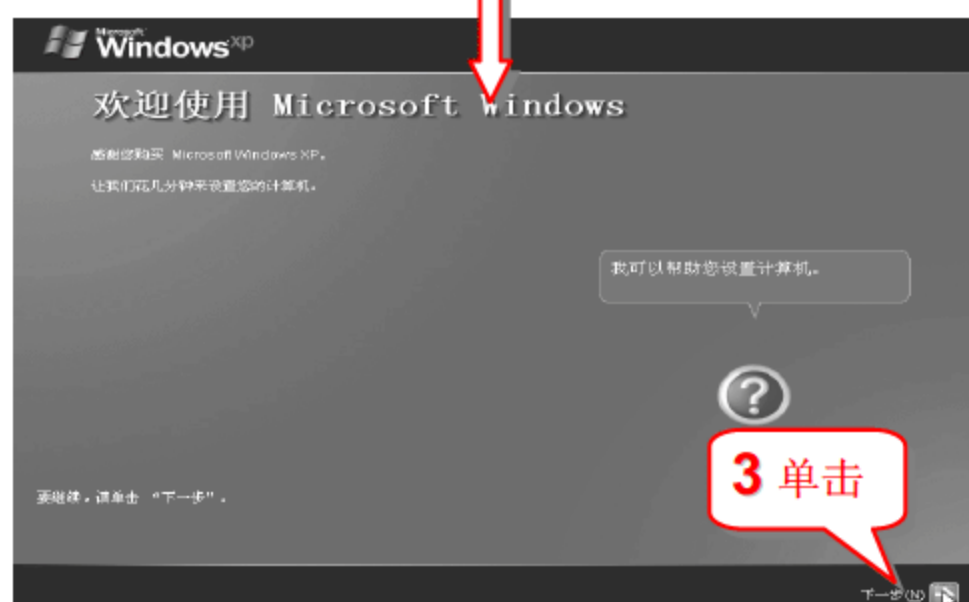 Microsoft
Windows xp
欢迎使用 Microsoft Windows
感谢您购买 Microsoft Windows XP。
让我们花几分钟来设置您的计算机。
我可以帮助您设置计算机。
?
3 单击
要继续，请单击 “下一步”。
下一步(N)